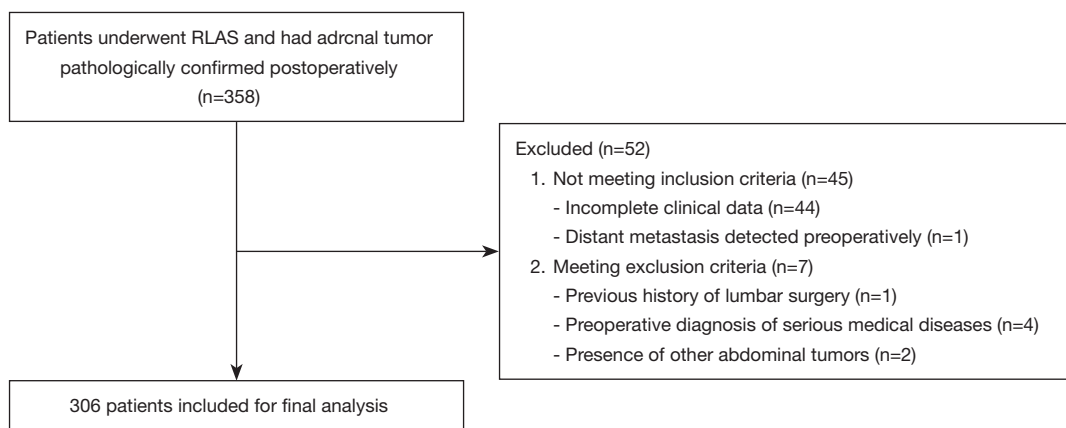 Patients underwent RLAS and had adrcnal tumor
pathologically confirmed postoperatively
(n=358)
Excluded (n=52)
1. Not meeting inclusion criteria (n=45)
- Incomplete clinical data (n=44)
- Distant metastasis detected preoperatively (n=1)
2. Meeting exclusion criteria (n=7)
- Previous history of lumbar surgery (n=1)
- Preoperative diagnosis of serious medical diseases (n=4)
- Presence of other abdominal tumors (n=2)
306 patients included for final analysis